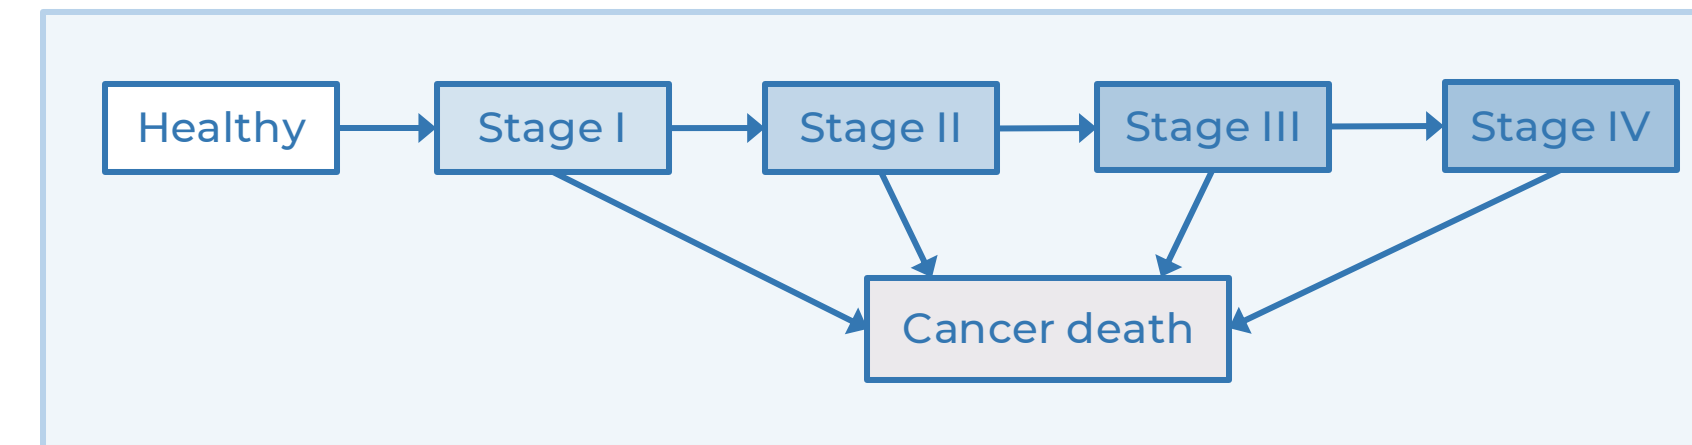 Healthy
Stage I
Stage II
Stage III
Stage IV
Cancer death